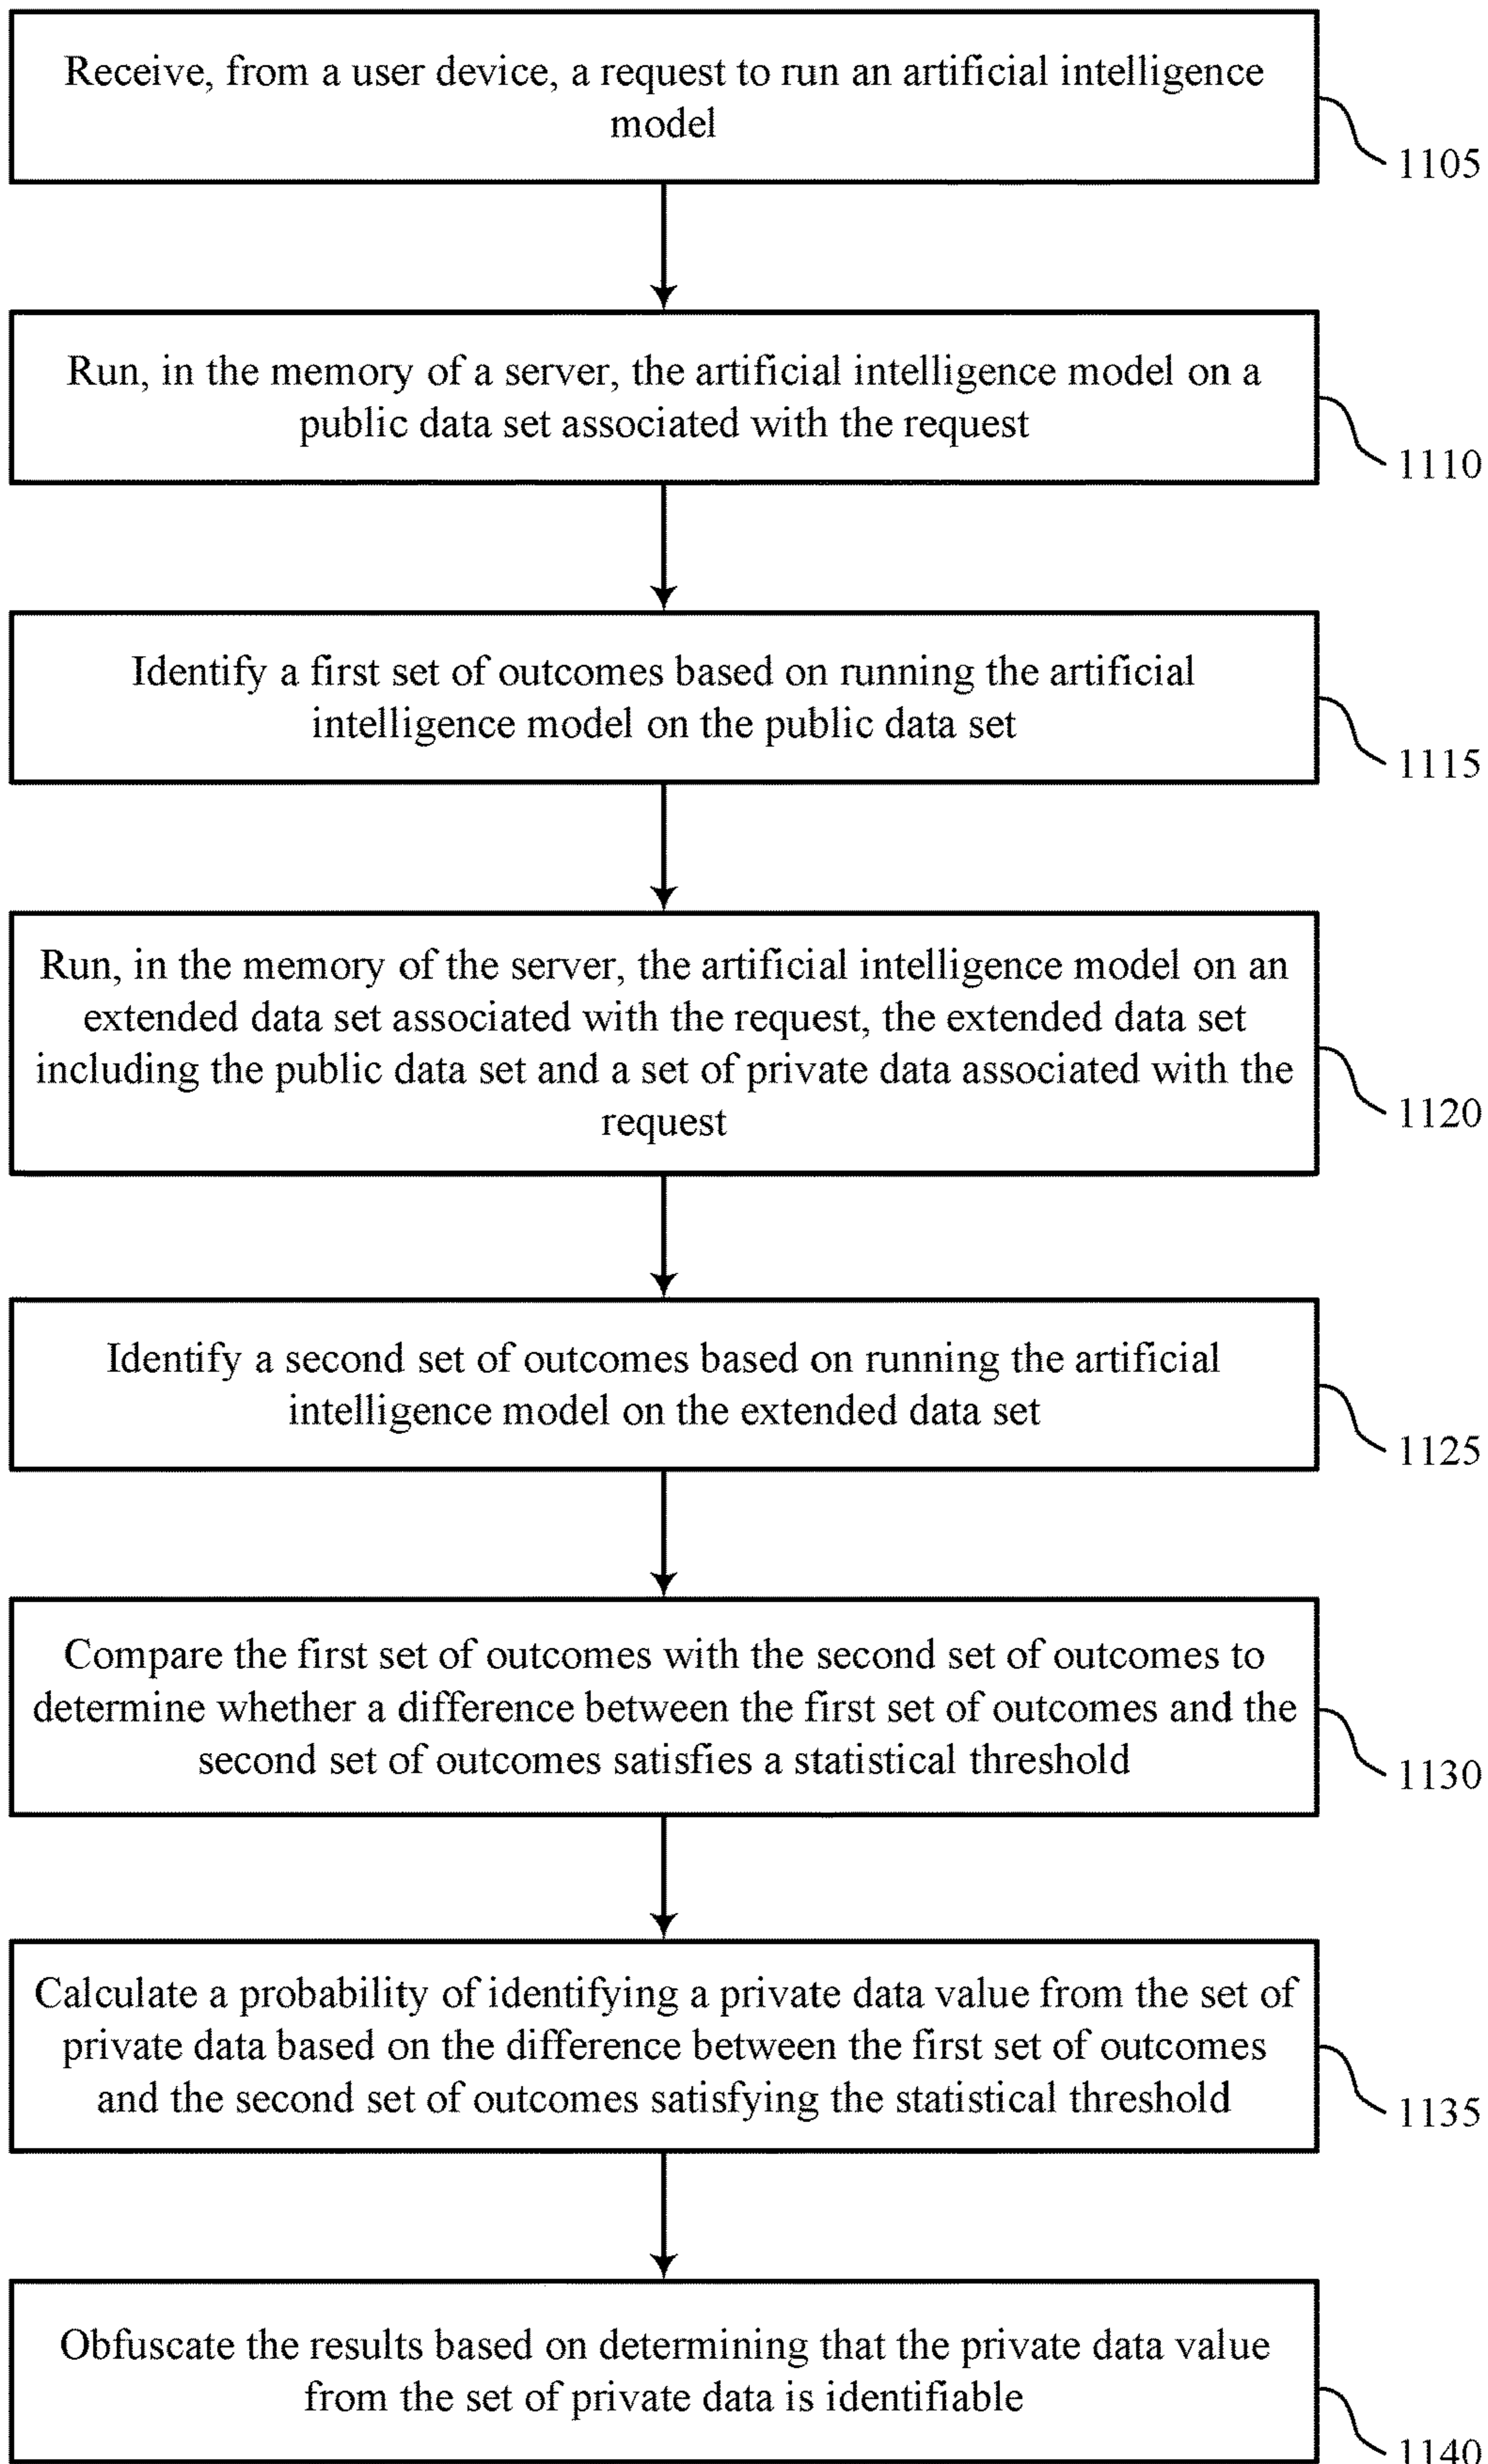 Receive, from a user device, a request to run an artificial intelligence
model
1105
Run, in the memory of a server, the artificial intelligence model on a
public data set associated with the request
1110
Identify a first set of outcomes based on running the artificial
intelligence model on the public data set
1115
Run, in the memory of the server, the artificial intelligence model on an
extended data set associated with the request, the extended data set
including the public data set and a set of private data associated with the
request
1120
Identify a second set of outcomes based on running the artificial
intelligence model on the extended data set
1125
Compare the first set of outcomes with the second set of outcomes to
determine whether a difference between the first set of outcomes and the
second set of outcomes satisfies a statistical threshold
1130
Calculate a probability of identifying a private data value from the set of
private data based on the difference between the first set of outcomes
and the second set of outcomes satisfying the statistical threshold
1135
Obfuscate the results based on determining that the private data value
from the set of private data is identifiable
1140